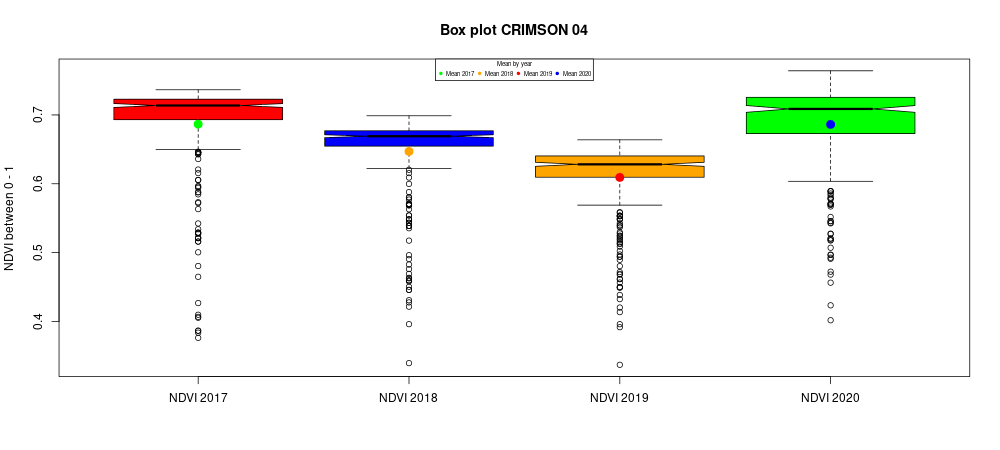 Box plot CRIMSON 04
Mean by year
Mean 2017 Mean 2018 Mean 2019 Mean 2020
NDVI between 0 - 1
0.7
0.6
0.5
0.4
NDVI 2017 NDVI 2018 NDVI 2019 NDVI 2020